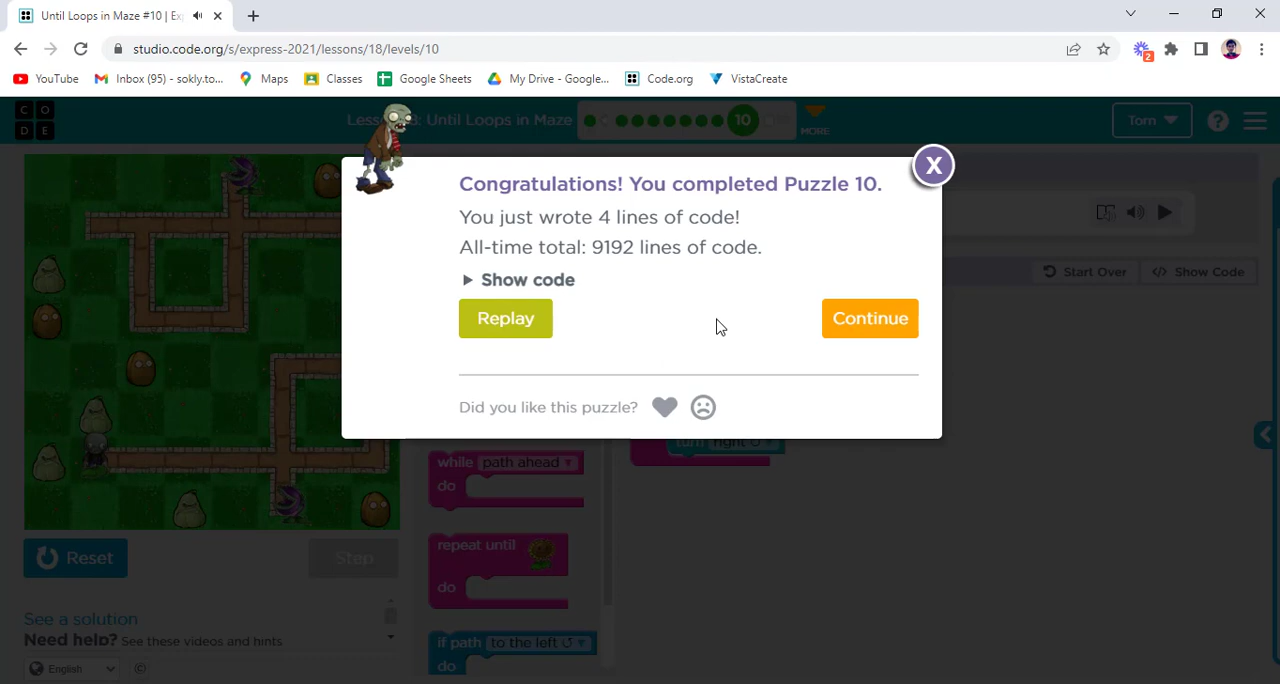 Until Loops in Maze #10 | Ex
studio.code.org/s/express-2021/lessons/18/levels/10
2
YouTube
Inbox (95) - sokly.to...
Maps
Classes
Google Sheets
My Drive - Google...
Code.org
VistaCreate
C O
D E
Until Loops in Maze
10
MORE
Torn
?
X
Congratulations! You completed Puzzle 10.
You just wrote 4 lines of code!
All-time total: 9192 lines of code.
Show code
Replay
Continue
Did you like this puzzle?
Start Over
</> Show Code
turn right
while path ahead
do
repeat until
do
if path to the left
do
Reset
Step
See a solution
Need help? See these videos and hints
English
©